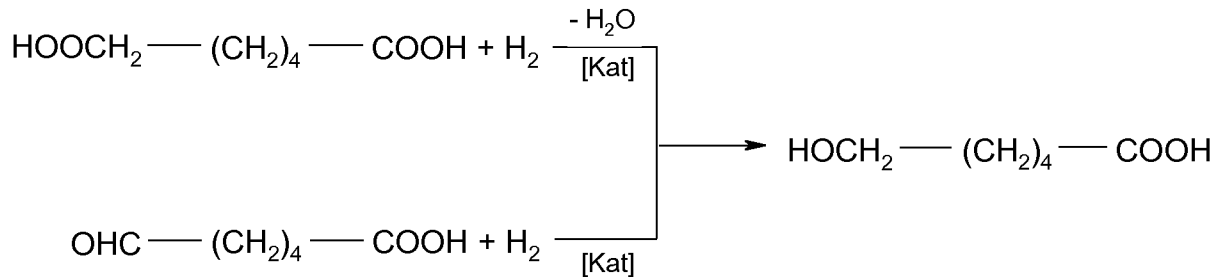 - H₂O
HOOCH₂ — (CH₂)₄ — COOH + H₂
[Kat]
HOCH₂ — (CH₂)₄ — COOH
OHC — (CH₂)₄ — COOH + H₂
[Kat]